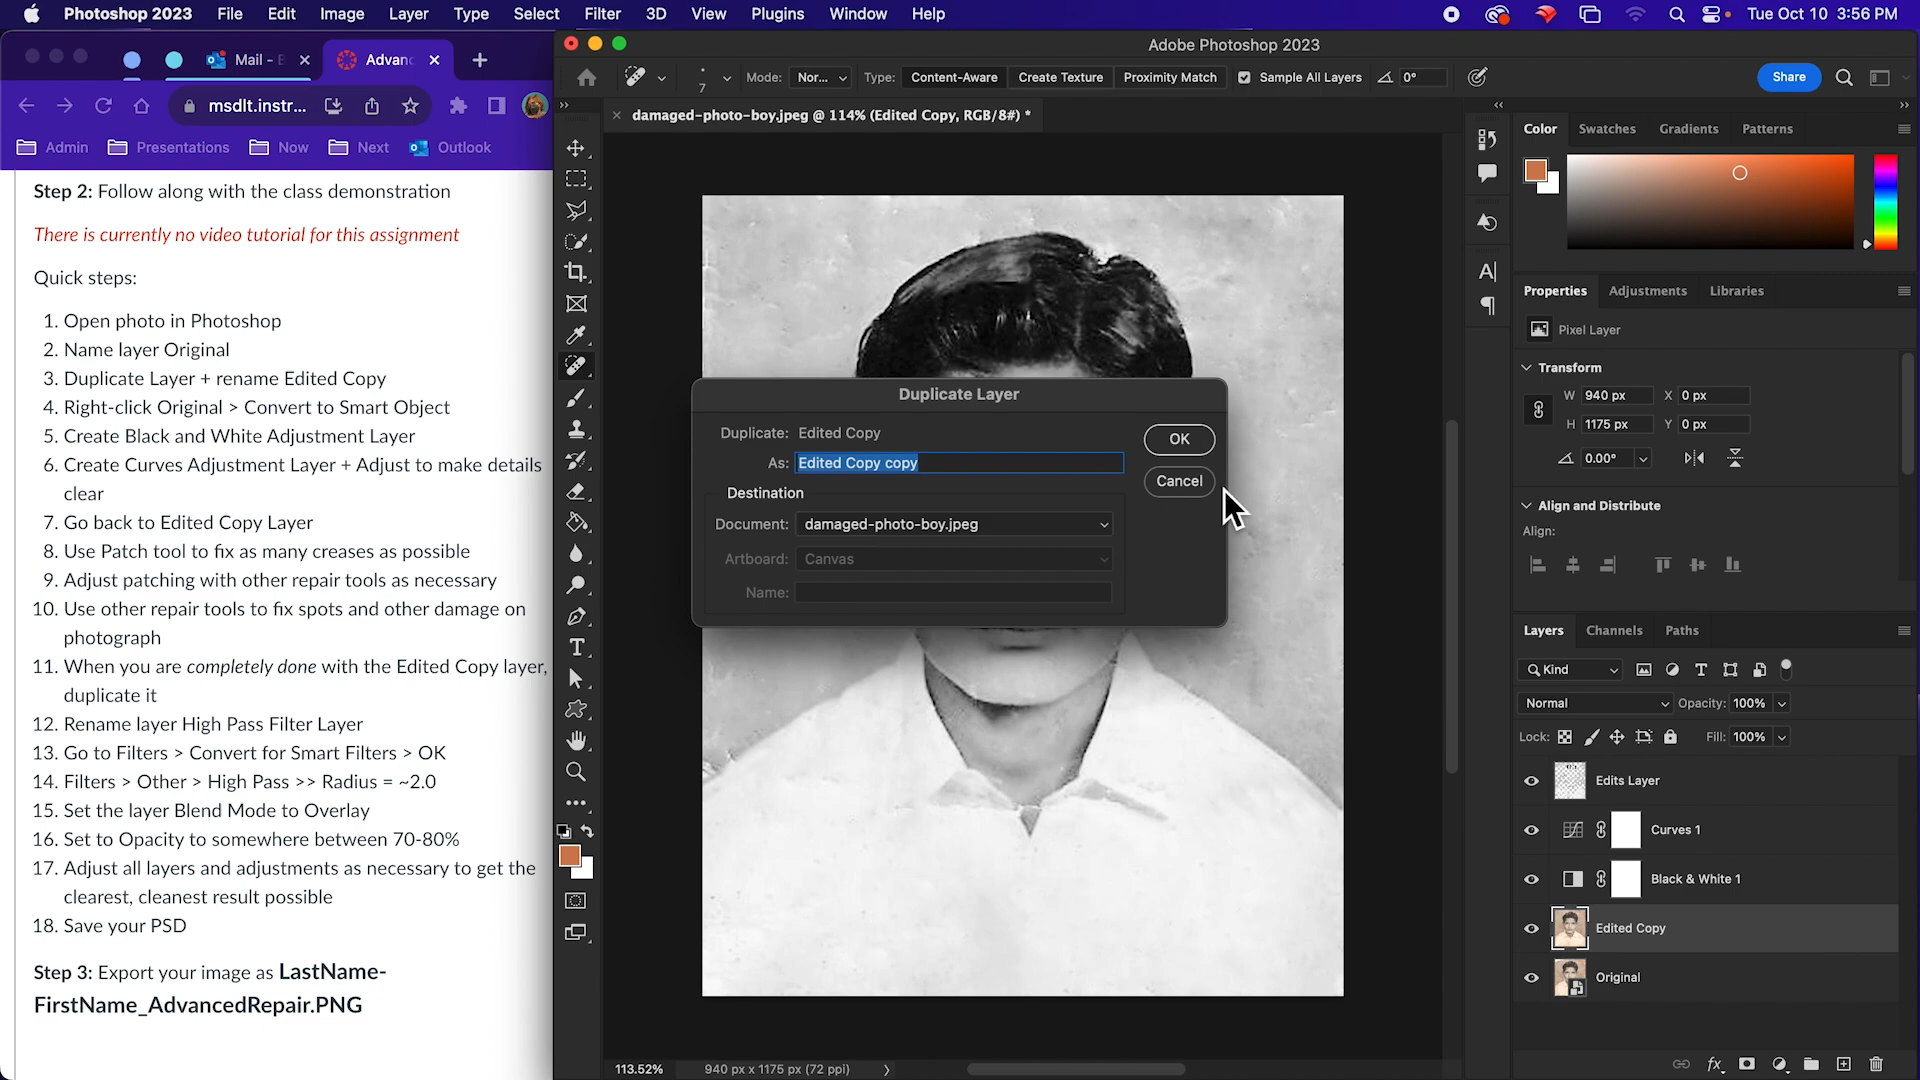 Photoshop 2023 File Edit Image Layer Type Select Filter 3D View Plugins Window Help Tue Oct 10 3:56 PM
Mail - Advan
msdlt.instr...
Admin Presentations Now Next Outlook
Step 2: Follow along with the class demonstration
There is currently no video tutorial for this assignment
Quick steps:
1. Open photo in Photoshop
2. Name layer Original
3. Duplicate Layer + rename Edited Copy
4. Right-click Original > Convert to Smart Object
5. Create Black and White Adjustment Layer
6. Create Curves Adjustment Layer + Adjust to make details
clear
7. Go back to Edited Copy Layer
8. Use Patch tool to fix as many creases as possible
9. Adjust patching with other repair tools as necessary
10. Use other repair tools to fix spots and other damage on
photograph
11. When you are completely done with the Edited Copy layer,
duplicate it
12. Rename layer High Pass Filter Layer
13. Go to Filters > Convert for Smart Filters > OK
14. Filters > Other > High Pass >> Radius = ~2.0
15. Set the layer Blend Mode to Overlay
16. Set to Opacity to somewhere between 70-80%
17. Adjust all layers and adjustments as necessary to get the
clearest, cleanest result possible
18. Save your PSD
Step 3: Export your image as LastName-
FirstName_AdvancedRepair.PNG
Adobe Photoshop 2023
7 Mode: Nor... Type: Content-Aware Create Texture Proximity Match Sample All Layers 0° Share
damaged-photo-boy.jpeg @ 114% (Edited Copy, RGB/8#) *
Duplicate Layer
Duplicate: Edited Copy
As: Edited Copy copy
OK
Cancel
Destination
Document: damaged-photo-boy.jpeg
Artboard: Canvas
Name:
113.52% 940 px x 1175 px (72 ppi)
Color Swatches Gradients Patterns
Properties Adjustments Libraries
Pixel Layer
Transform
W 940 px X 0 px
H 1175 px Y 0 px
0.00°
Align and Distribute
Align:
Layers Channels Paths
Kind
Normal Opacity: 100%
Lock: Fill: 100%
Edits Layer
Curves 1
Black & White 1
Edited Copy
Original
fx